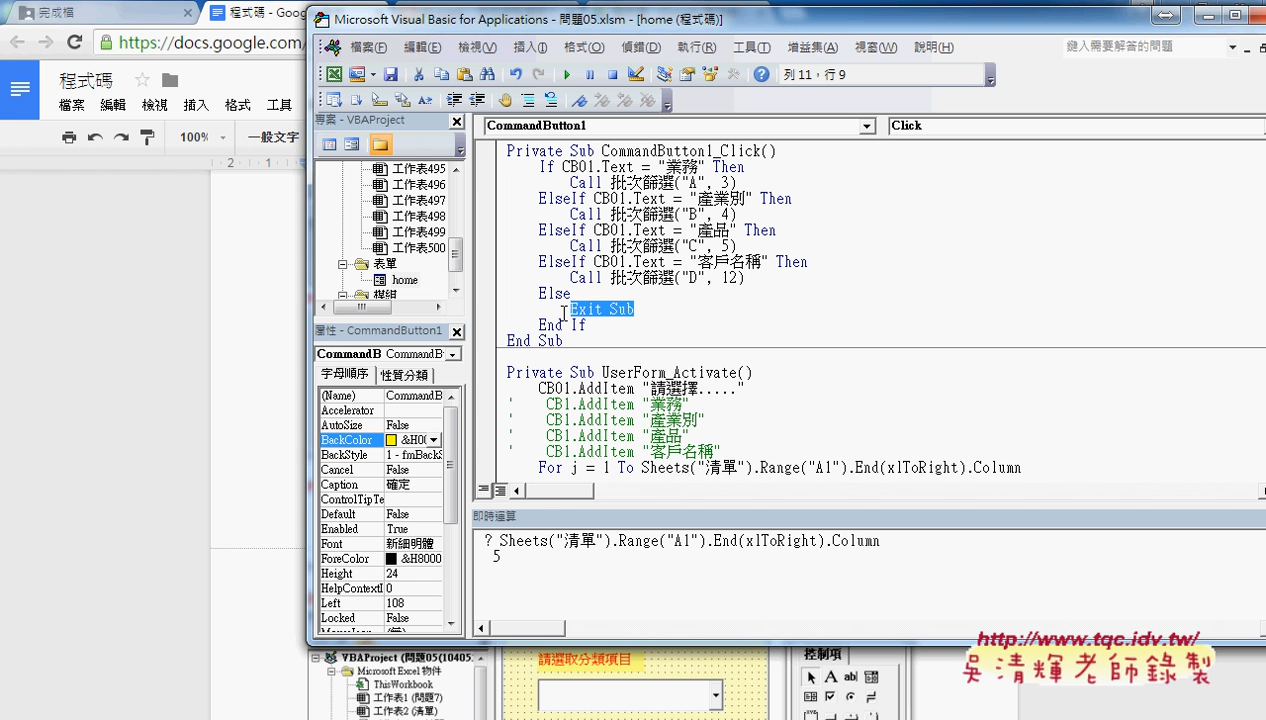 完成檔
程式碼 - Goo
https://docs.google.com/
程式碼
檔案 編輯 檢視 插入 格式 工具
100% 一般文字
2 1
Microsoft Visual Basic for Applications - 問題05.xlsm - [home (程式碼)]
檔案(F) 編輯(E) 檢視(V) 插入(I) 格式(O) 偵錯(D) 執行(R) 工具(T) 增益集(A) 視窗(W) 說明(H) 鍵入需要解答的問題
列 11，行 9
專案 - VBAProject
工作表495
工作表496
工作表497
工作表498
工作表499
工作表500
表單
home
模組
屬性 - CommandButton1
CommandB CommandB
字母順序 性質分類
(Name) CommandB
Accelerator
AutoSize False
BackColor &H00
BackStyle 1 - fmBackS
Cancel False
Caption 確定
ControlTipTe
Default False
Enabled True
Font 新細明體
ForeColor &H8000
Height 24
HelpContextI 0
Left 108
Locked False
CommandButton1 Click
Private Sub CommandButton1_Click()
If CB01.Text = "業務" Then
Call 批次篩選("A", 3)
ElseIf CB01.Text = "產業別" Then
Call 批次篩選("B", 4)
ElseIf CB01.Text = "產品" Then
Call 批次篩選("C", 5)
ElseIf CB01.Text = "客戶名稱" Then
Call 批次篩選("D", 12)
Else
Exit Sub
End If
End Sub
Private Sub UserForm_Activate()
CB01.AddItem "請選擇....."
' CB1.AddItem "業務"
' CB1.AddItem "產業別"
' CB1.AddItem "產品"
' CB1.AddItem "客戶名稱"
For j = 1 To Sheets("清單").Range("A1").End(xlToRight).Column
即時運算
? Sheets("清單").Range("A1").End(xlToRight).Column
5
VBAProject (問題05(10405.
Microsoft Excel 物件
ThisWorkbook
工作表1 (問題7)
工作表2 (清單)
請選取分類項目
控制項
http://www.tqc.idv.tw/
吳清輝老師錄製